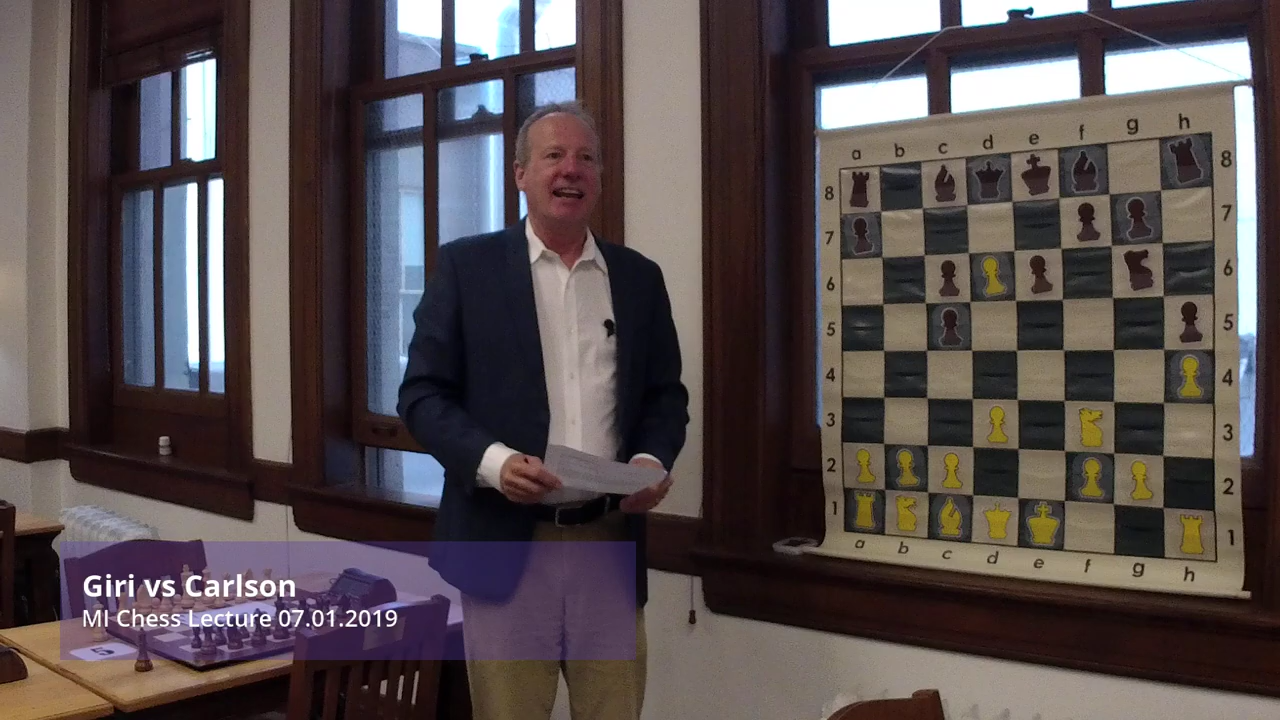 a b c d e f g h
8 8
7 7
6 6
5 5
4 4
3 3
2 2
1 1
a b c d e f g h
Giri vs Carlson
MI Chess Lecture 07.01.2019
5